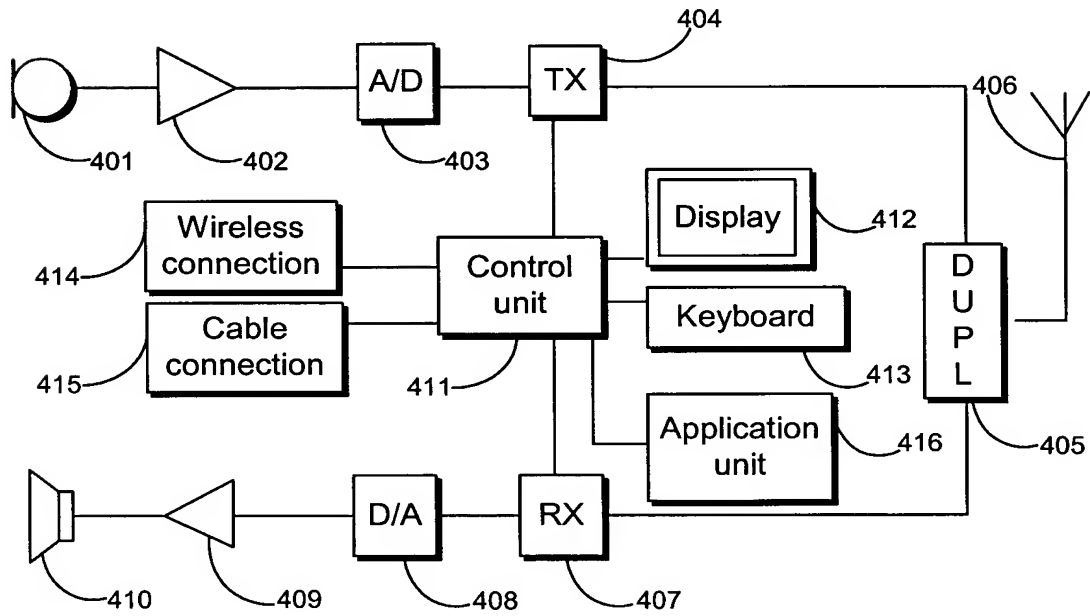 404
A/D
TX
406
401
402
403
Wireless
connection
Display
412
414
Control
unit
D
U
P
L
Cable
connection
Keyboard
415
411
413
Application
unit
416
405
D/A
RX
410
409
408
407